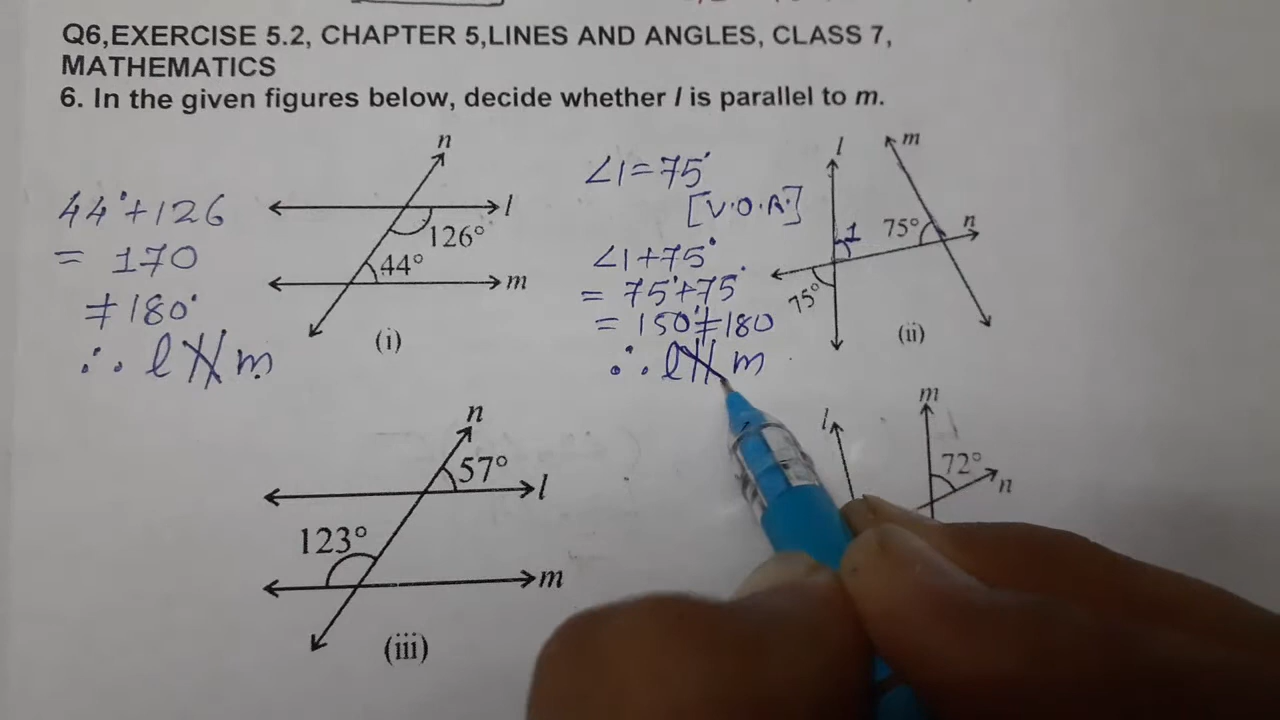 Q6,EXERCISE 5.2, CHAPTER 5,LINES AND ANGLES, CLASS 7,
MATHEMATICS
6. In the given figures below, decide whether l is parallel to m.
44°+126
= 170
≠180°
∴ l ∦ m
n
l
126°
44°
m
(i)
∠1=75°
[V.O.A.]
∠1+75°
= 75°+75°
= 150°≠180
∴ l ∦ m
l
m
1
75°
n
75°
(ii)
n
57°
l
123°
m
(iii)
l
m
72°
n